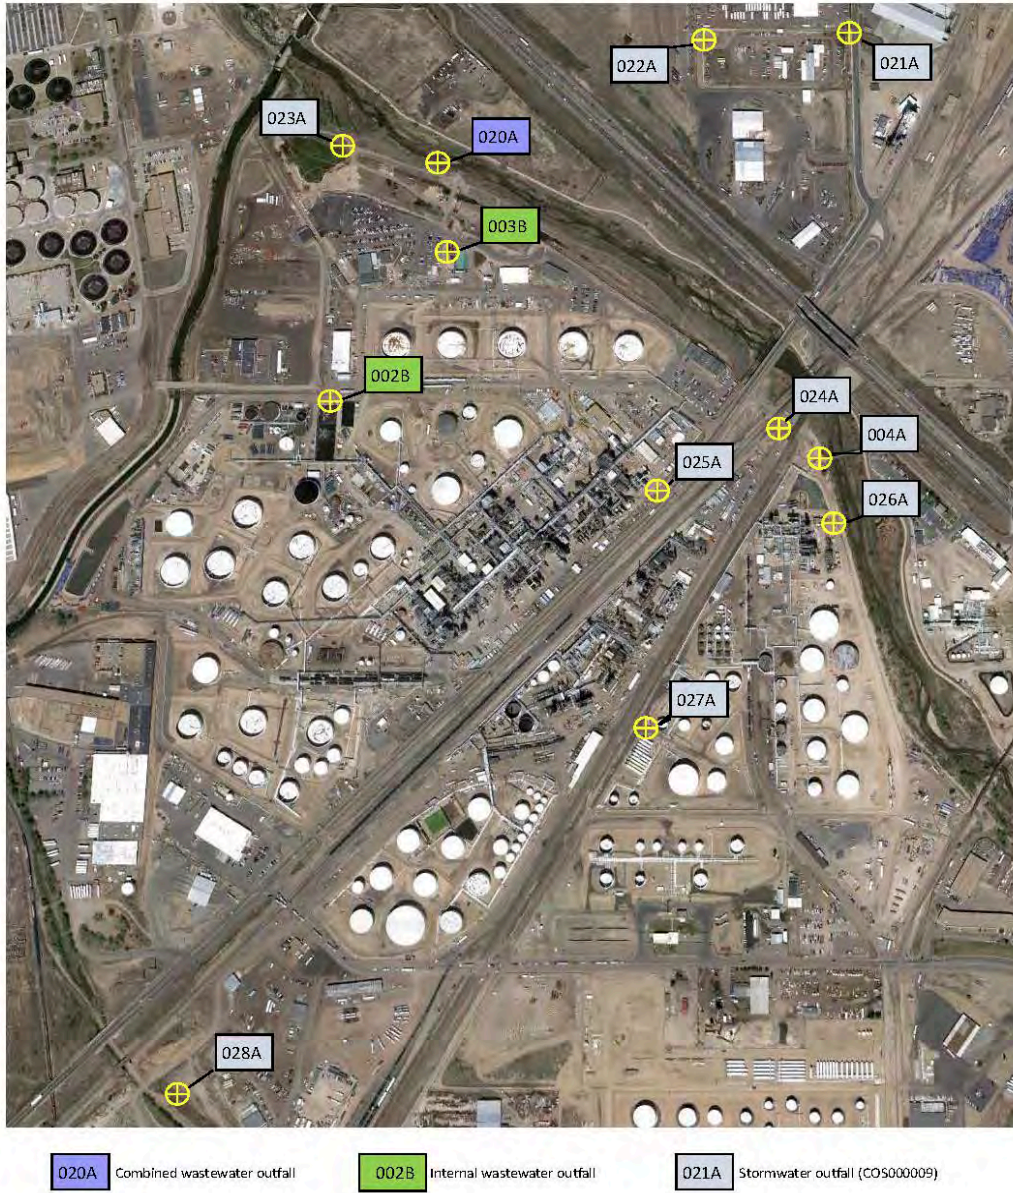 022A
021A
023A
020A
003B
002B
024A
025A
004A
026A
027A
028A
020A Combined wastewater outfall
002B Internal wastewater outfall
021A Stormwater outfall (COS000009)